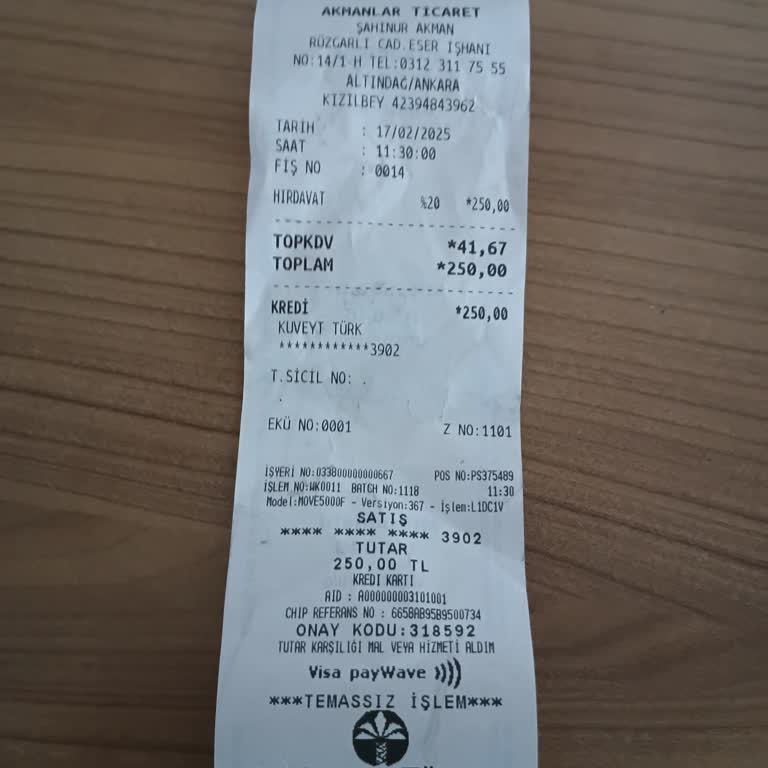 AKMANLAR TİCARET
ŞAHİNUR AKMAN
RÜZGARLI CAD.ESER İŞHANI
NO:14/1 H TEL:0312 311 75 55
ALTINDAĞ/ANKARA
KIZILBEY 42394843962
TARİH : 17/02/2025
SAAT : 11:30:00
FİŞ NO : 0014
HIRDAVAT %20 *250,00
TOPKDV *41,67
TOPLAM *250,00
KREDİ *250,00
KUVEYT TÜRK
************3902
T.SİCİL NO: .
.
EKÜ NO:0001 Z NO:1101
İŞYERİ NO:033800000000667 POS NO:PS375489
İŞLEM NO:WK0011 BATCH NO:1118 11:30
Model:MOVE5000F - Versiyon:367 - İşlem:L1DC1V
SATIŞ
**** **** **** 3902
TUTAR
250,00 TL
KREDİ KARTI
AID : A0000000031010001
CHIP REFERANS NO : 6658AB95B9500734
ONAY KODU:318592
TUTAR KARŞILIĞI MAL VEYA HİZMETİ ALDIM
Visa payWave
***TEMASSIZ İŞLEM***